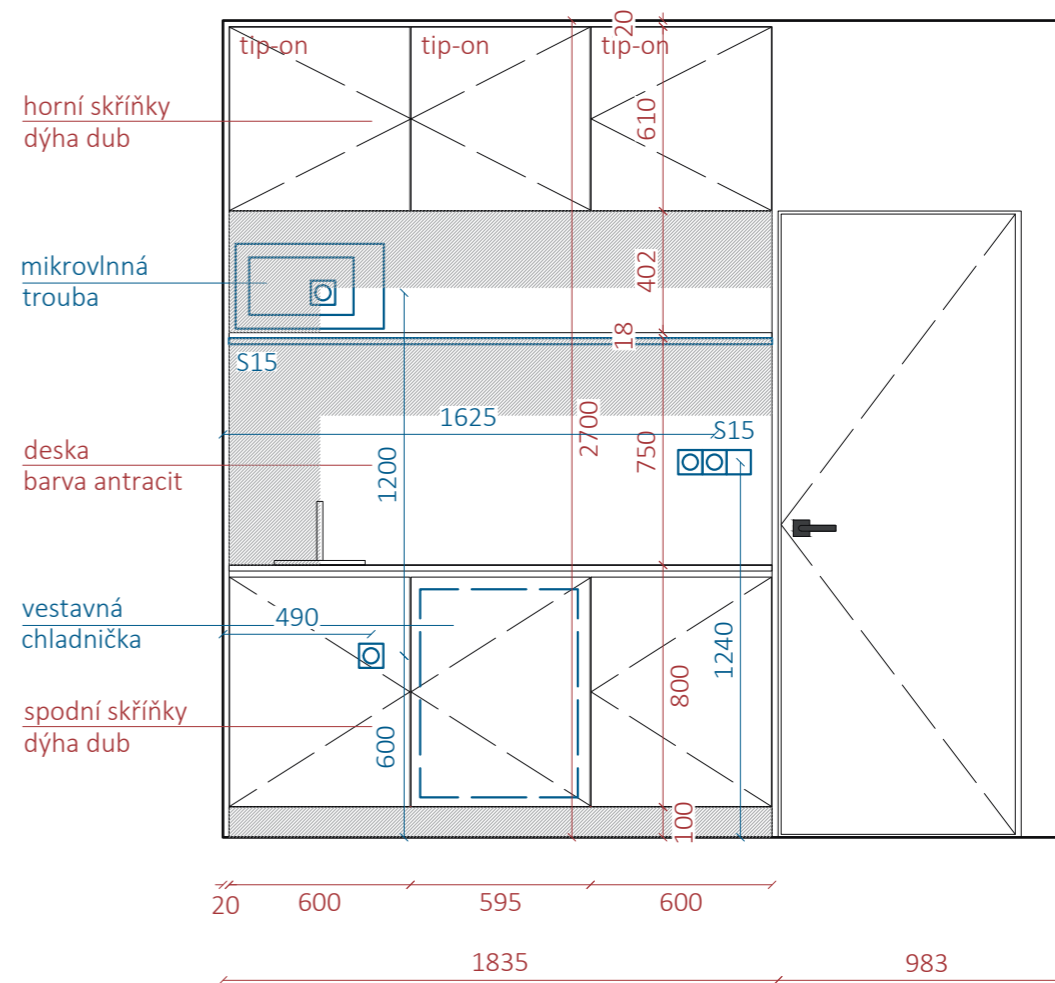 20
tip-on
tip-on
tip-on
horní skříňky
dýha dub
610
mikrovlnná
trouba
402
18
S15
1625
2700
S15
deska
barva antracit
1200
750
vestavná
chladnička
490
1240
800
spodní skříňky
dýha dub
600
100
20
600
595
600
1835
983